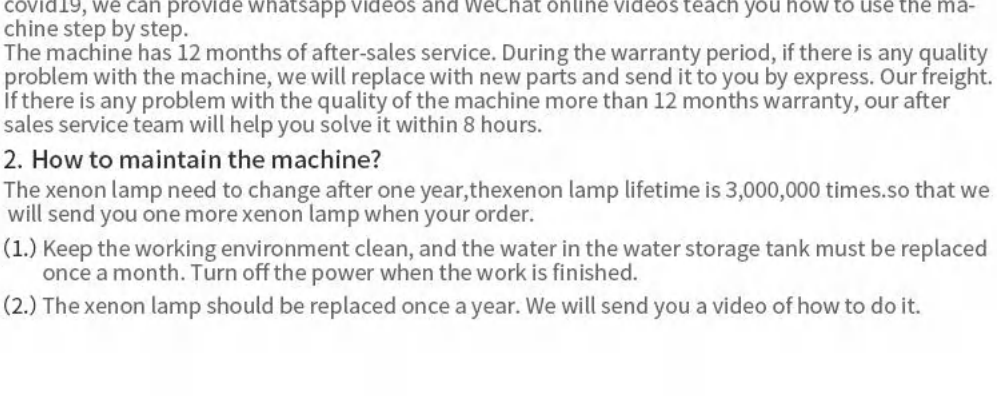 covid19, we can provide whatsapp videos and WeChat online videos teach you how to use the ma-
chine step by step.
The machine has 12 months of after-sales service. During the warranty period, if there is any quality
problem with the machine, we will replace with new parts and send it to you by express. Our freight.
If there is any problem with the quality of the machine more than 12 months warranty, our after
sales service team will help you solve it within 8 hours.
2. How to maintain the machine?
The xenon lamp need to change after one year,thexenon lamp lifetime is 3,000,000 times.so that we
will send you one more xenon lamp when your order.
(1.) Keep the working environment clean, and the water in the water storage tank must be replaced
once a month. Turn off the power when the work is finished.
(2.) The xenon lamp should be replaced once a year. We will send you a video of how to do it.